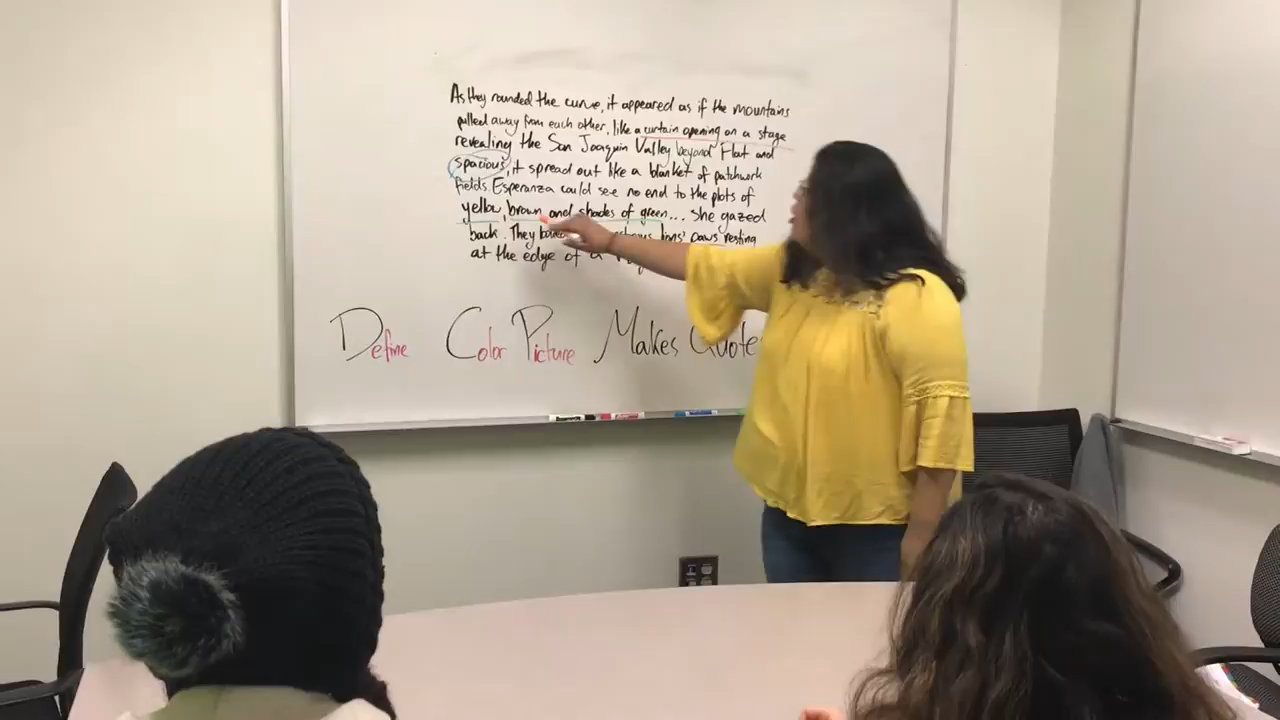 As they rounded the curve, it appeared as if the mountains
pulled away from each other, like a curtain opening on a stage
revealing the San Joaquin Valley beyond Flat and
spacious, it spread out like a blanket of patchwork
fields. Esperanza could see no end to the plots of
yellow, brown and shades of green... She gazed
back. They lions' paws resting
at the edge of a
Define Color Picture Makes Quote